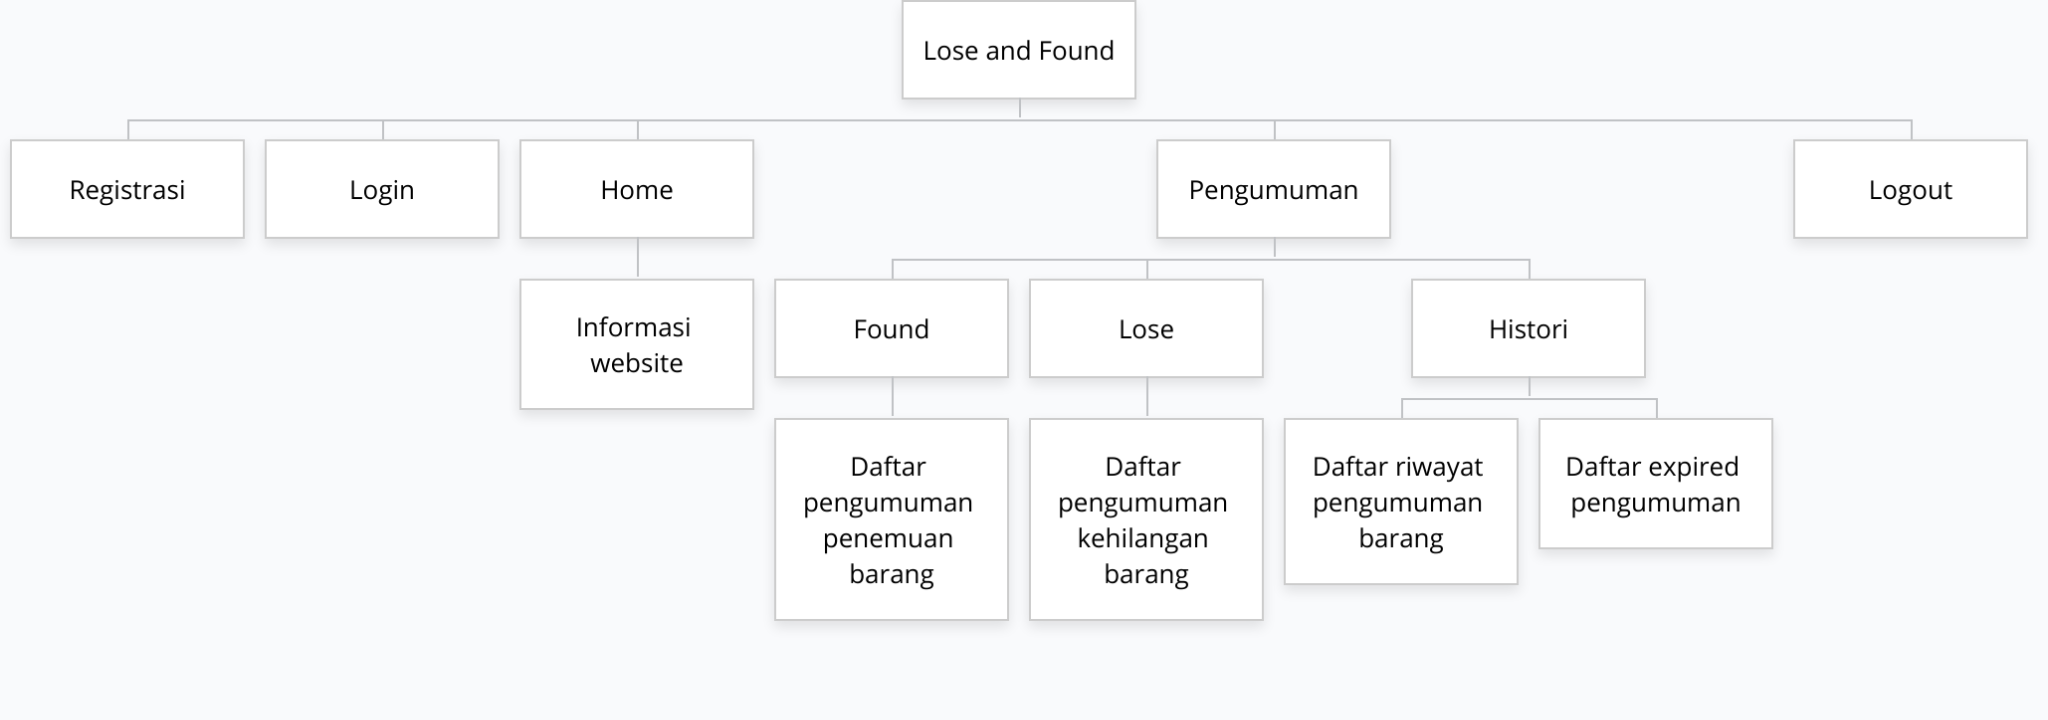 Lose and Found
Registrasi
Login
Home
Pengumuman
Logout
Informasi
website
Found
Lose
Histori
Daftar
pengumuman
penemuan
barang
Daftar
pengumuman
kehilangan
barang
Daftar riwayat
pengumuman
barang
Daftar expired
pengumuman